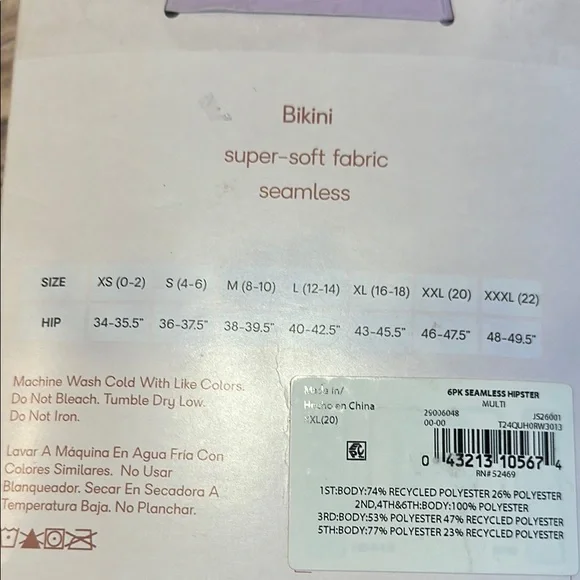 Bikini
super-soft fabric
seamless
SIZE XS (0-2) S (4-6) M (8-10) L (12-14) XL (16-18) XXL (20) XXXL (22)
HIP 34-35.5" 36-37.5" 38-39.5" 40-42.5" 43-45.5" 46-47.5" 48-49.5"
Machine Wash Cold With Like Colors.
Do Not Bleach. Tumble Dry Low.
Do Not Iron.
Lavar A Máquina En Agua Fría Con
Colores Similares. No Usar
Blanqueador. Secar En Secadora A
Temperatura Baja. No Planchar.
Made in/
Hecho en China
XL(20)
6PK SEAMLESS HIPSTER
MULTI
29006048 JS26001
00-00 T24QUH0RW3013
0 43213 10567 4
RN# 52469
1ST:BODY:74% RECYCLED POLYESTER 26% POLYESTER
2ND,4TH&6TH:BODY:100% POLYESTER
3RD:BODY:53% POLYESTER 47% RECYCLED POLYESTER
5TH:BODY:77% POLYESTER 23% RECYCLED POLYESTER